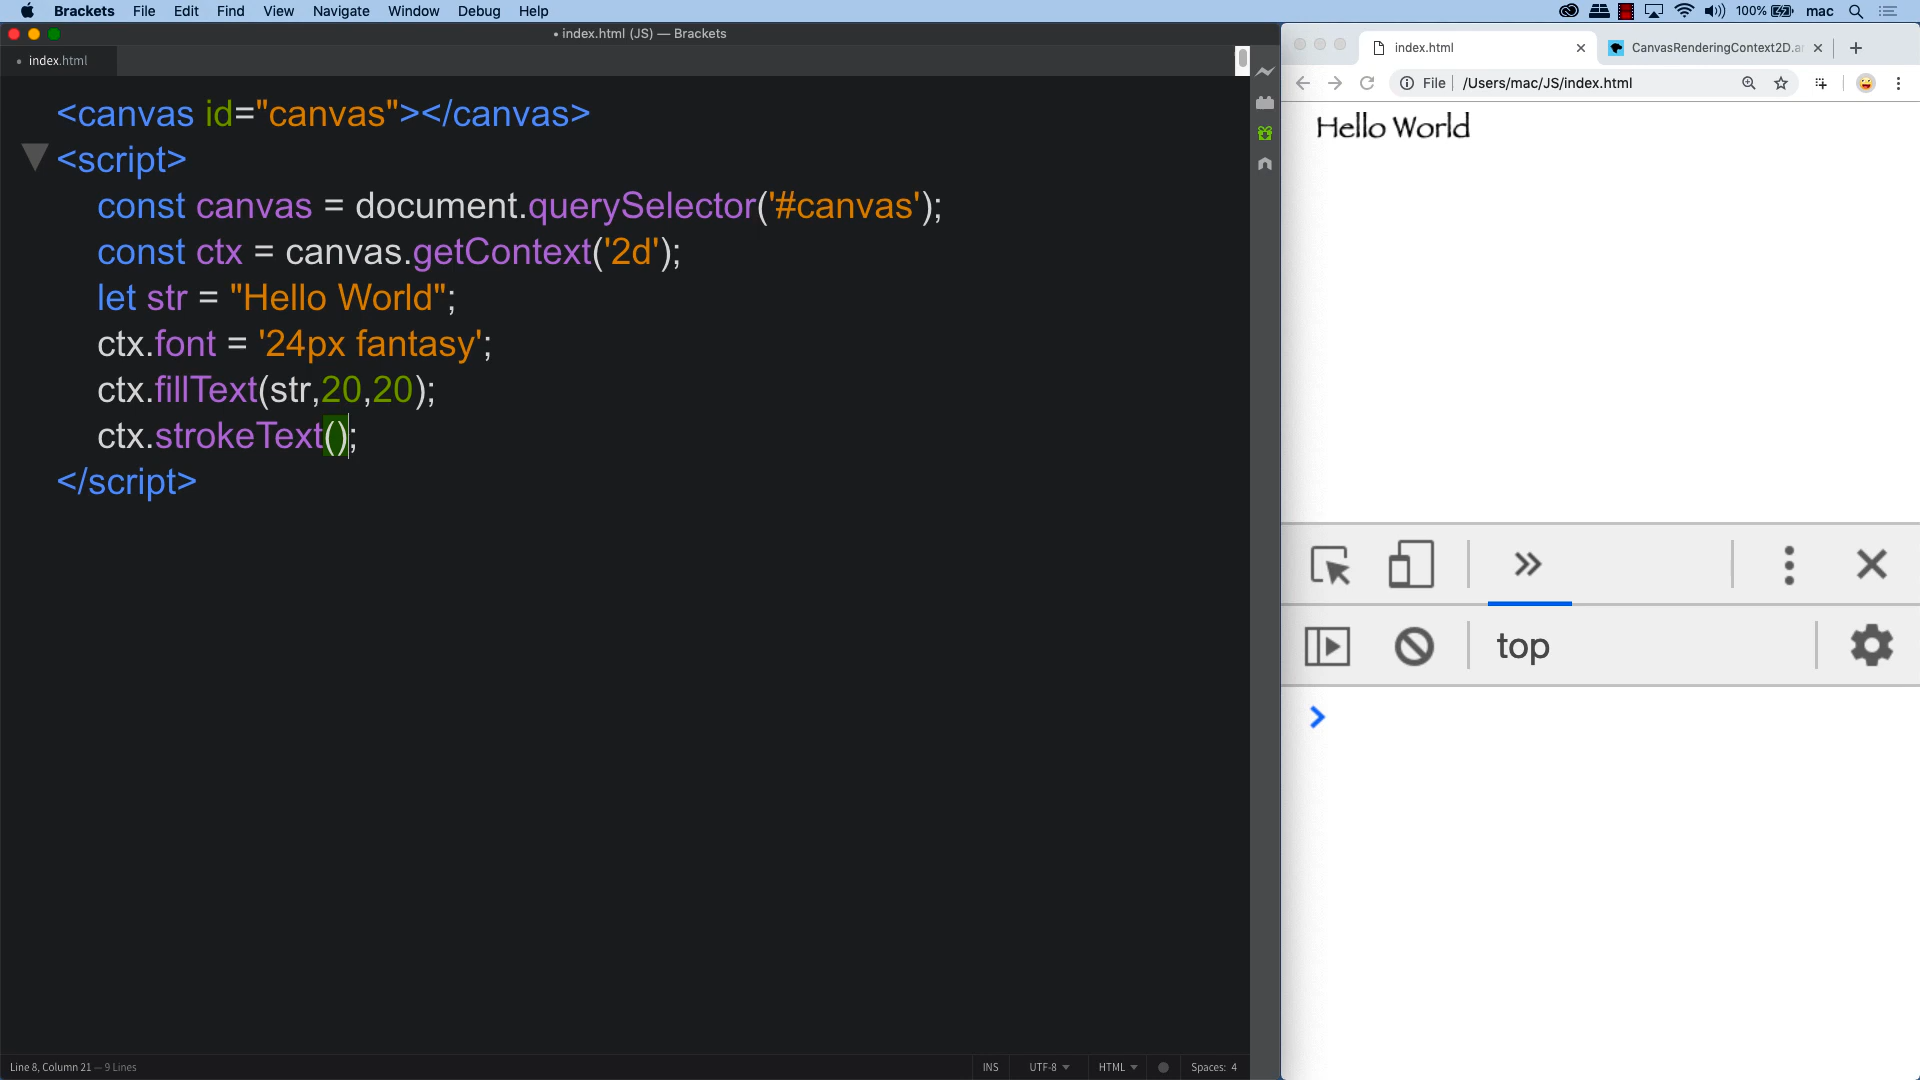 Brackets File Edit Find View Navigate Window Debug Help 100% mac
• index.html (JS) — Brackets
• index.html
<canvas id="canvas"></canvas>
<script>
const canvas = document.querySelector('#canvas');
const ctx = canvas.getContext('2d');
let str = "Hello World";
ctx.font = '24px fantasy';
ctx.fillText(str,20,20);
ctx.strokeText();
</script>
Line 8, Column 21 — 9 Lines
INS UTF-8 HTML Spaces: 4
index.html CanvasRenderingContext2D.
File /Users/mac/JS/index.html
Hello World
top